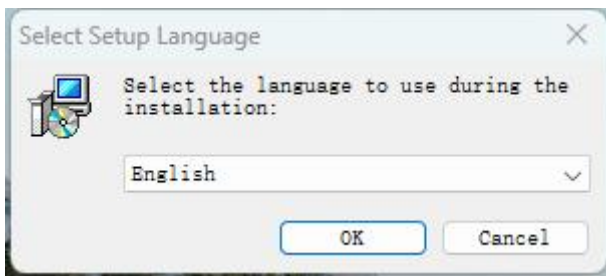 Select Setup Language
Select the language to use during the
installation:
English
OK
Cancel